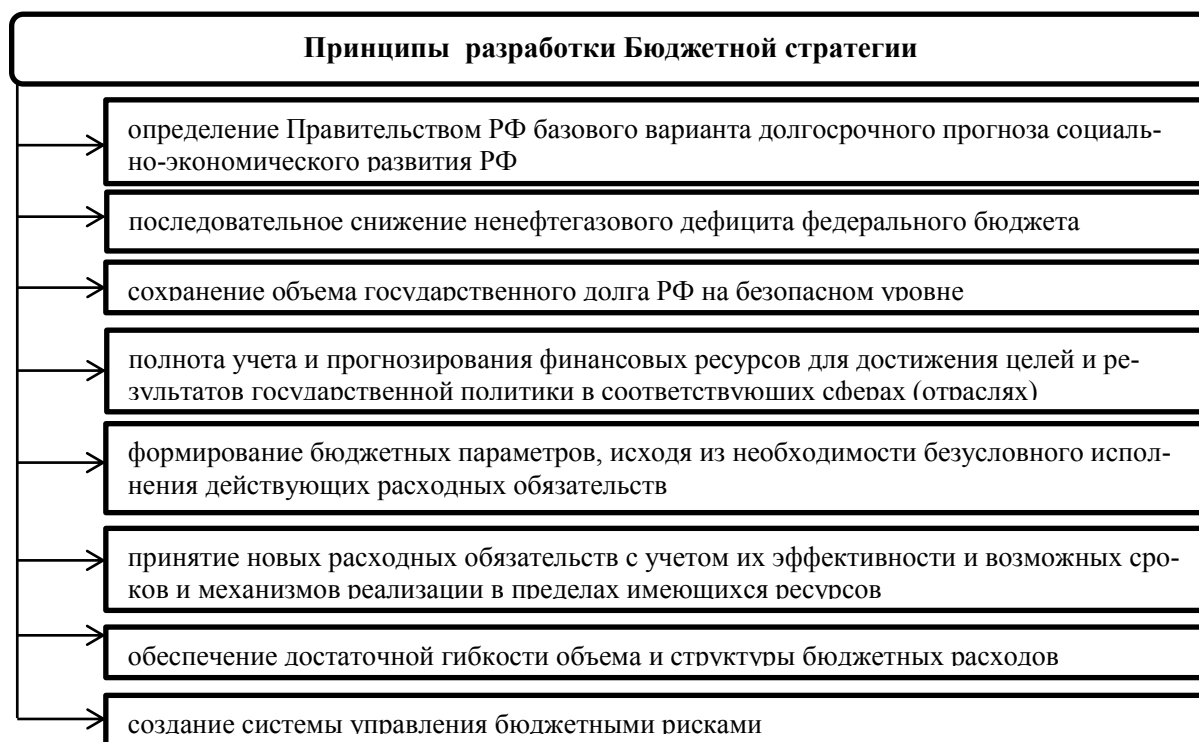 Принципы разработки Бюджетной стратегии
определение Правительством РФ базового варианта долгосрочного прогноза социаль-
но-экономического развития РФ
последовательное снижение ненефтегазового дефицита федерального бюджета
сохранение объема государственного долга РФ на безопасном уровне
полнота учета и прогнозирования финансовых ресурсов для достижения целей и ре-
зультатов государственной политики в соответствующих сферах (отраслях)
формирование бюджетных параметров, исходя из необходимости безусловного испол-
нения действующих расходных обязательств
принятие новых расходных обязательств с учетом их эффективности и возможных сро-
ков и механизмов реализации в пределах имеющихся ресурсов
обеспечение достаточной гибкости объема и структуры бюджетных расходов
создание системы управления бюджетными рисками